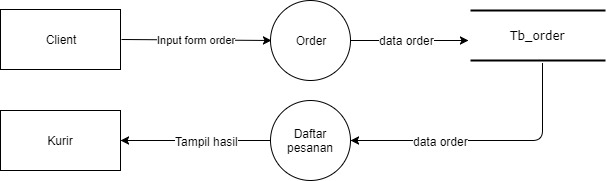 Client
Input form order
Order
data order
Tb_order
Kurir
Tampil hasil
Daftar
pesanan
data order